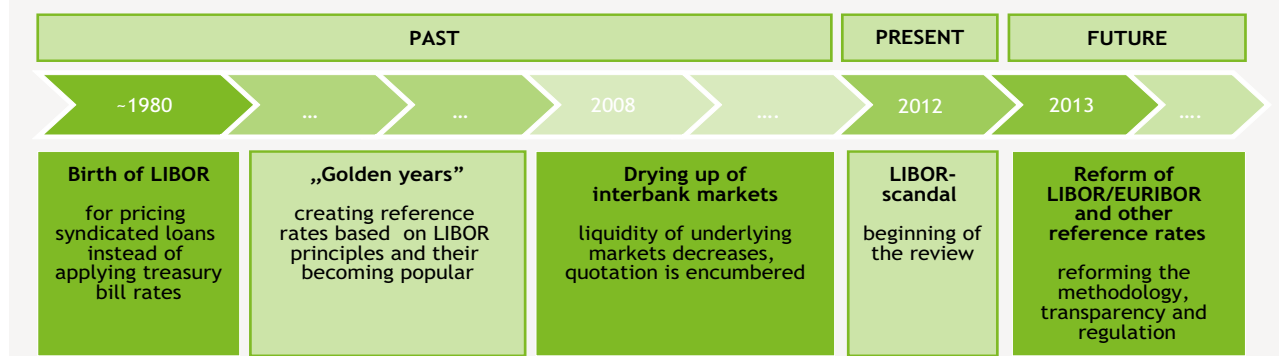 PAST
PRESENT
FUTURE
~1980
...
...
2008
....
2012
2013
....
Birth of LIBOR
for pricing
syndicated loans
instead of
applying treasury
bill rates
„Golden years”
creating reference
rates based on LIBOR
principles and their
becoming popular
Drying up of
interbank markets
liquidity of underlying
markets decreases,
quotation is encumbered
LIBOR-
scandal
beginning of
the review
Reform of
LIBOR/EURIBOR
and other
reference rates
reforming the
methodology,
transparency and
regulation